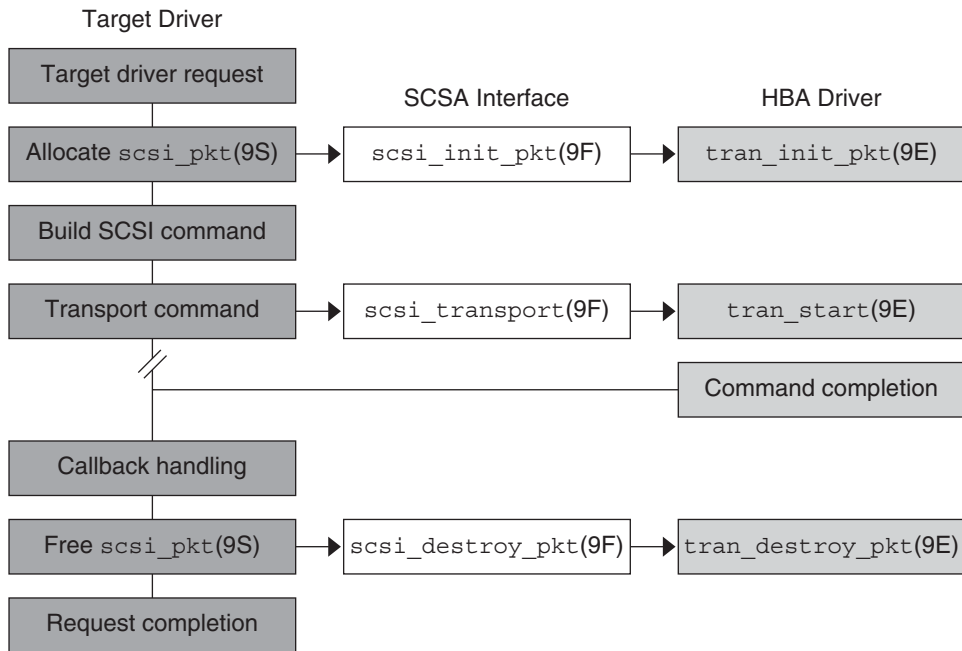 Target Driver
Target driver request
SCSA Interface
HBA Driver
Allocate scsi_pkt(9S)
scsi_init_pkt(9F)
tran_init_pkt(9E)
Build SCSI command
Transport command
scsi_transport(9F)
tran_start(9E)
Command completion
Callback handling
Free scsi_pkt(9S)
scsi_destroy_pkt(9F)
tran_destroy_pkt(9E)
Request completion